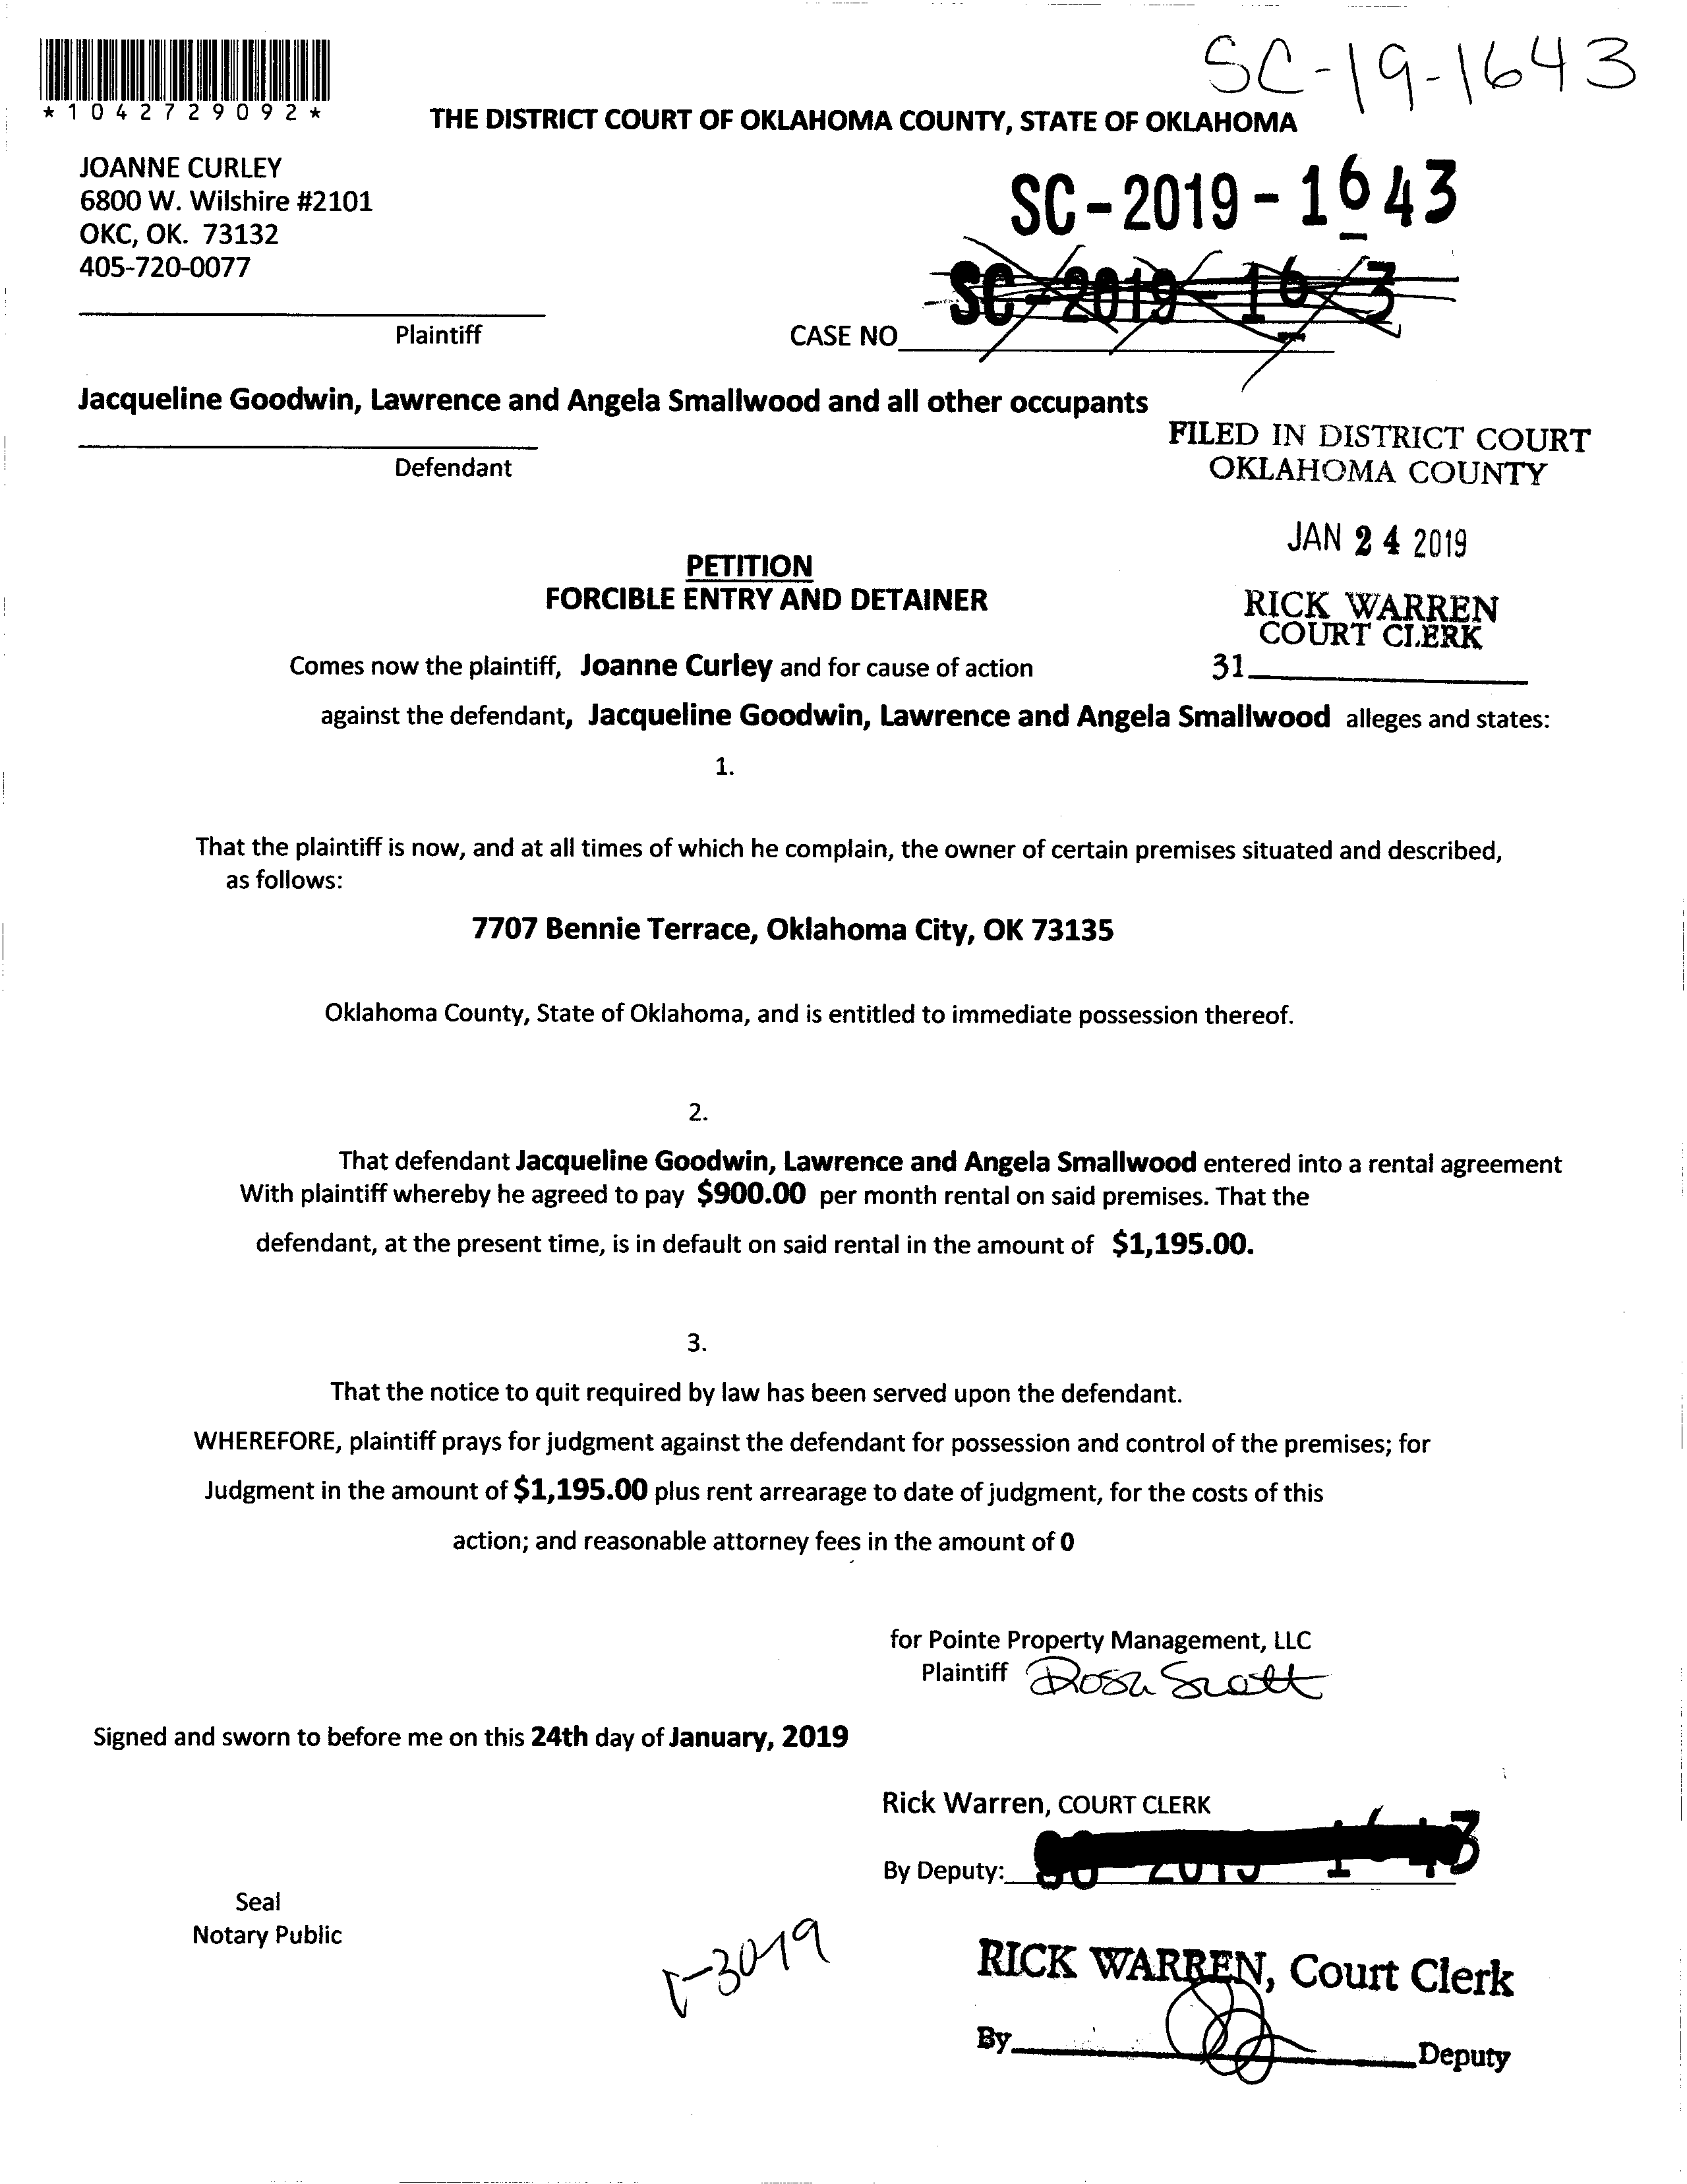 SC-19-1643
*1042729092*
THE DISTRICT COURT OF OKLAHOMA COUNTY, STATE OF OKLAHOMA
JOANNE CURLEY
6800 W. Wilshire #2101
OKC, OK. 73132
405-720-0077
SC-2019-1643
Plaintiff
CASE NO
Jacqueline Goodwin, Lawrence and Angela Smallwood and all other occupants
Defendant
FILED IN DISTRICT COURT
OKLAHOMA COUNTY
JAN 24 2019
RICK WARREN
COURT CLERK
31
PETITION
FORCIBLE ENTRY AND DETAINER
Comes now the plaintiff, Joanne Curley and for cause of action
against the defendant, Jacqueline Goodwin, Lawrence and Angela Smallwood alleges and states:
1.
That the plaintiff is now, and at all times of which he complain, the owner of certain premises situated and described,
as follows:
7707 Bennie Terrace, Oklahoma City, OK 73135
Oklahoma County, State of Oklahoma, and is entitled to immediate possession thereof.
2.
That defendant Jacqueline Goodwin, Lawrence and Angela Smallwood entered into a rental agreement
With plaintiff whereby he agreed to pay $900.00 per month rental on said premises. That the
defendant, at the present time, is in default on said rental in the amount of $1,195.00.
3.
That the notice to quit required by law has been served upon the defendant.
WHEREFORE, plaintiff prays for judgment against the defendant for possession and control of the premises; for
Judgment in the amount of $1,195.00 plus rent arrearage to date of judgment, for the costs of this
action; and reasonable attorney fees in the amount of 0
for Pointe Property Management, LLC
Plaintiff Rosa Scott
Signed and sworn to before me on this 24th day of January, 2019
Rick Warren, COURT CLERK
By Deputy:
Seal
Notary Public
RICK WARREN, Court Clerk
By Deputy